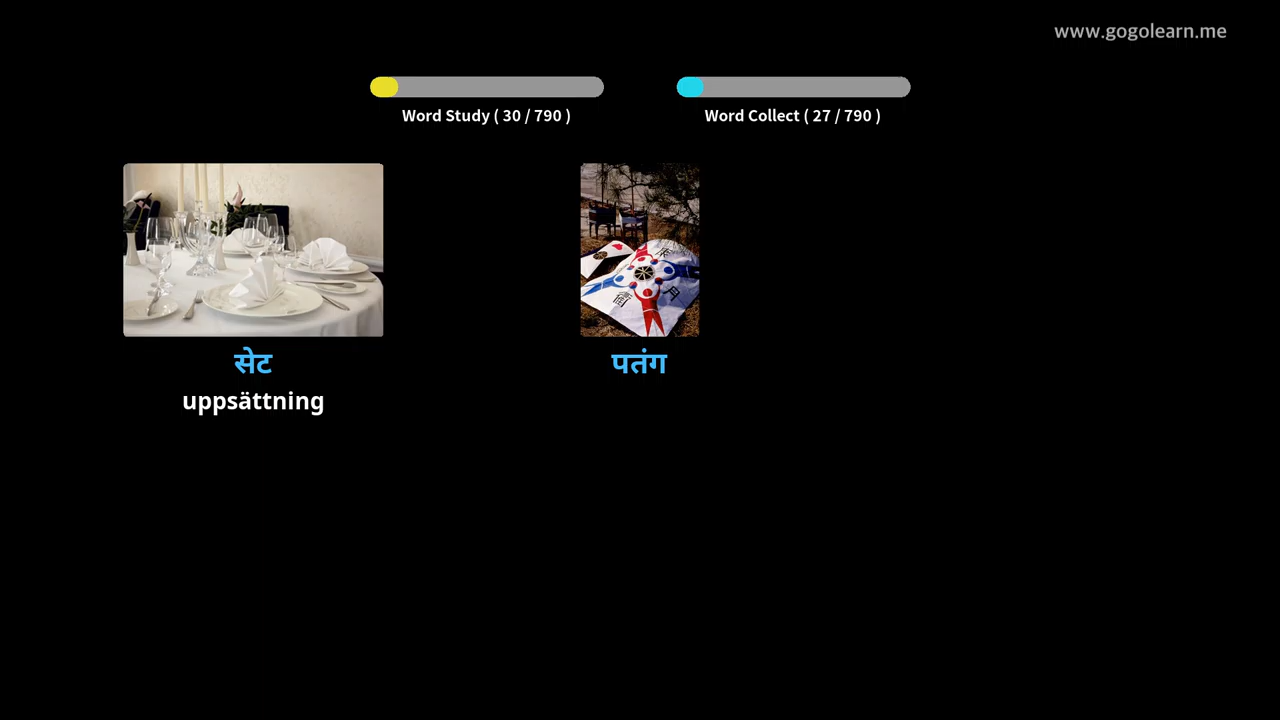 www.gogolearn.me
Word Study ( 30 / 790 )
Word Collect ( 27 / 790 )
सेट
uppsättning
पतंग